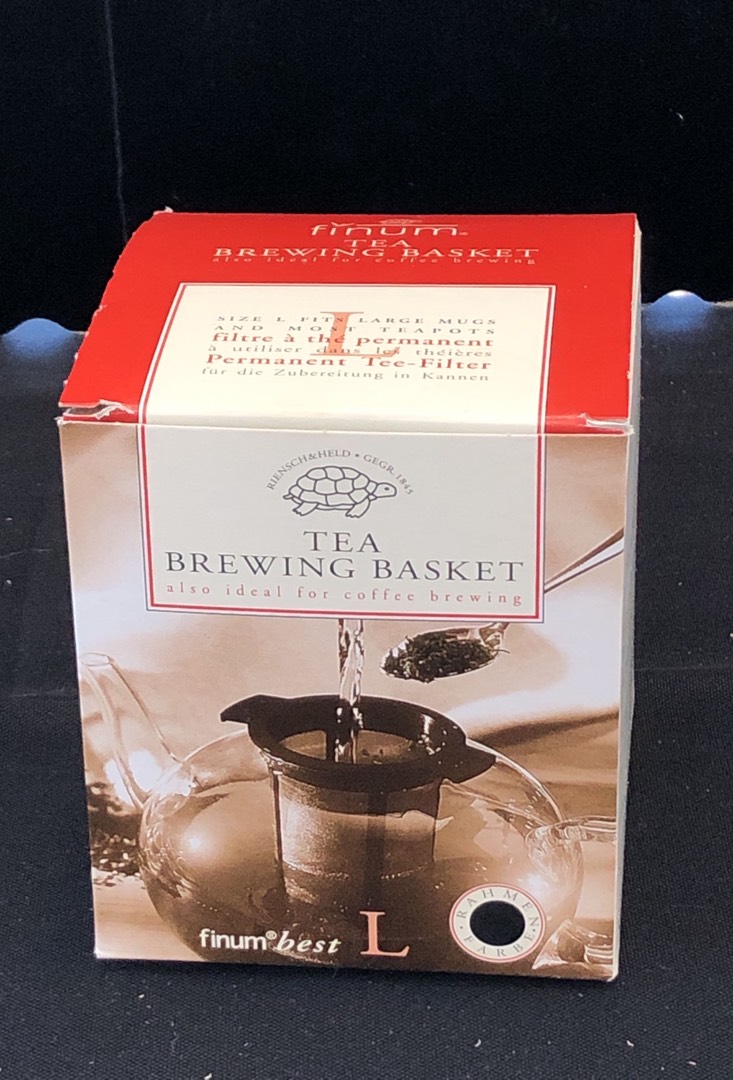 finum®
TEA
BREWING BASKET
also ideal for coffee brewing
L
SIZE L FITS LARGE MUGS
AND MOST TEAPOTS
filtre à thé permanent
à utiliser dans les théières
Permanent Tee-Filter
für die Zubereitung in Kannen
RIENSCH&HELD • GEGR. 1845
TEA
BREWING BASKET
also ideal for coffee brewing
finum® best L
RAHMEN
FARBE